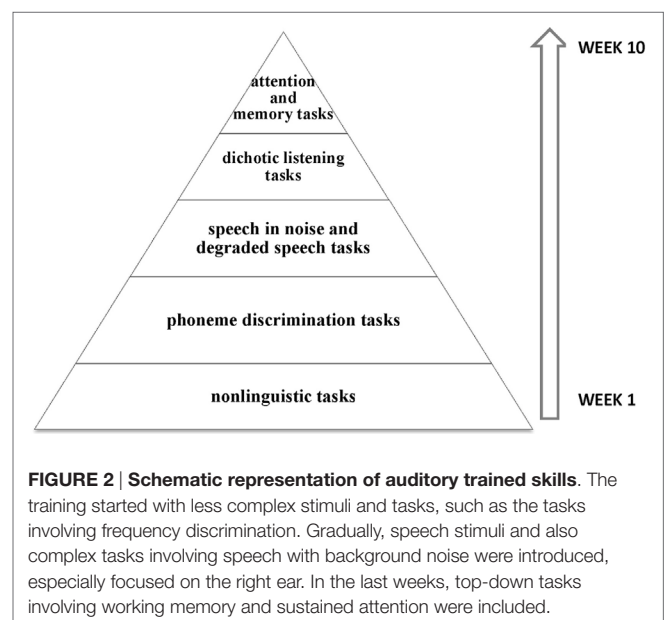 WEEK 10
attention
and
memory tasks
dichotic listening
tasks
speech in noise and
degraded speech tasks
phoneme discrimination tasks
nonlinguistic tasks
WEEK 1
FIGURE 2 | Schematic representation of auditory trained skills. The
training started with less complex stimuli and tasks, such as the tasks
involving frequency discrimination. Gradually, speech stimuli and also
complex tasks involving speech with background noise were introduced,
especially focused on the right ear. In the last weeks, top-down tasks
involving working memory and sustained attention were included.